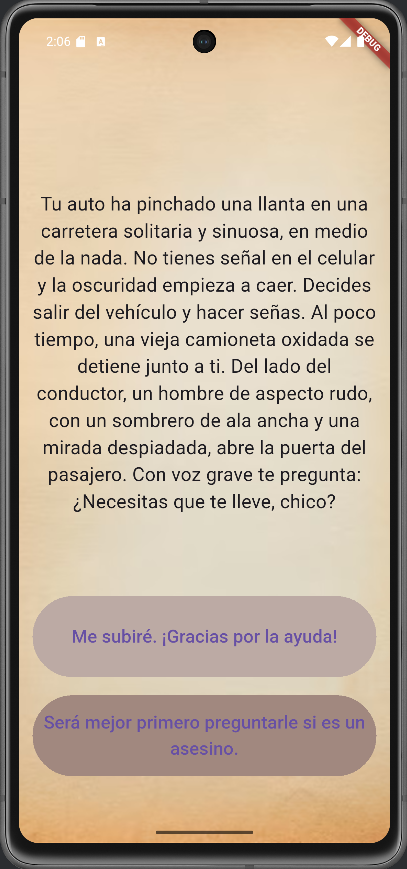 2:06
DEBUG
Tu auto ha pinchado una llanta en una
carretera solitaria y sinuosa, en medio
de la nada. No tienes señal en el celular
y la oscuridad empieza a caer. Decides
salir del vehículo y hacer señas. Al poco
tiempo, una vieja camioneta oxidada se
detiene junto a ti. Del lado del
conductor, un hombre de aspecto rudo,
con un sombrero de ala ancha y una
mirada despiadada, abre la puerta del
pasajero. Con voz grave te pregunta:
¿Necesitas que te lleve, chico?
Me subiré. ¡Gracias por la ayuda!
Será mejor primero preguntarle si es un
asesino.